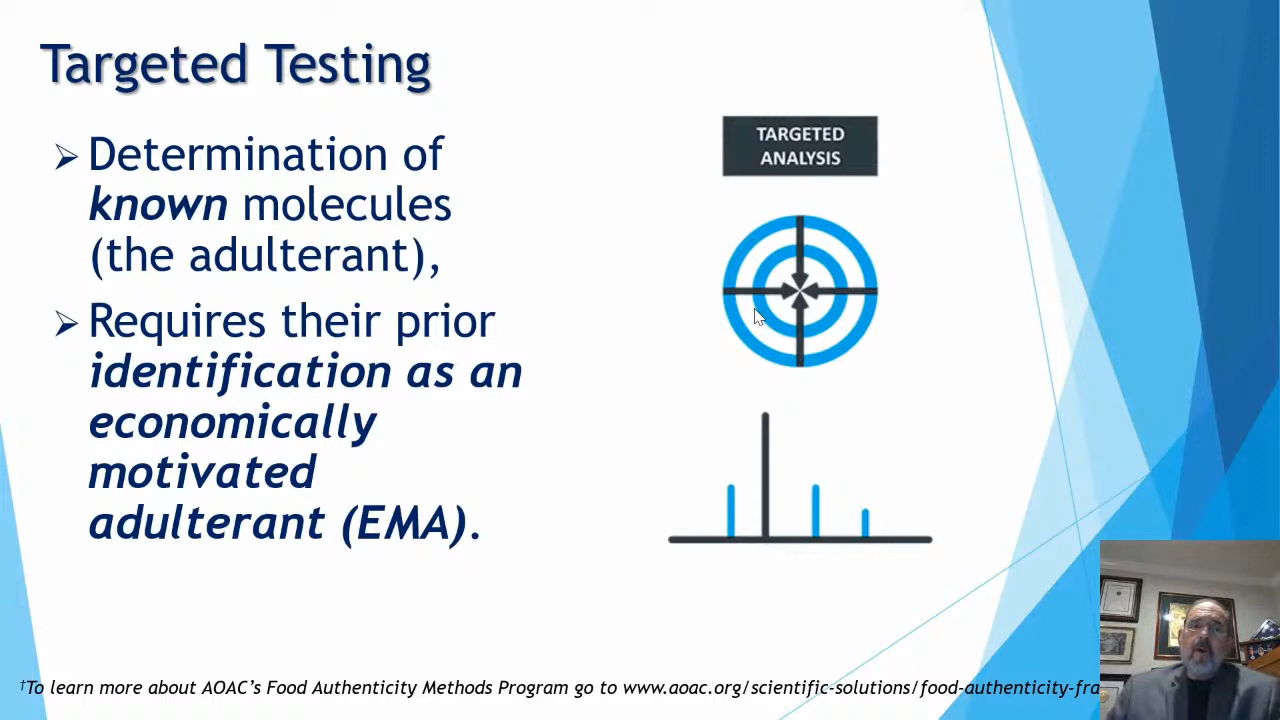 Targeted Testing
➢ Determination of
known molecules
(the adulterant),
➢ Requires their prior
identification as an
economically
motivated
adulterant (EMA).
TARGETED
ANALYSIS
†To learn more about AOAC’s Food Authenticity Methods Program go to www.aoac.org/scientific-solutions/food-authenticity-fra